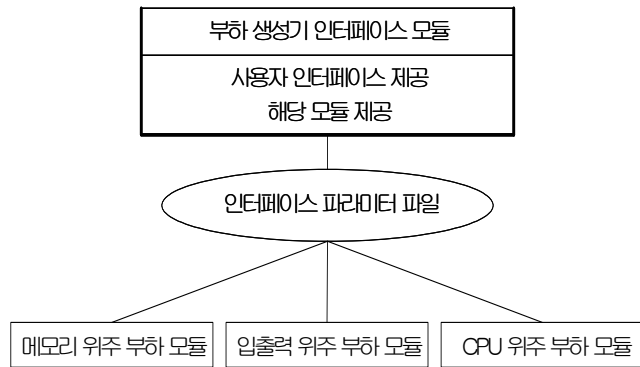 부하 생성기 인터페이스 모듈
사용자 인터페이스 제공
해당 모듈 제공
인터페이스 파라미터 파일
메모리 위주 부하 모듈
입출력 위주 부하 모듈
CPU 위주 부하 모듈